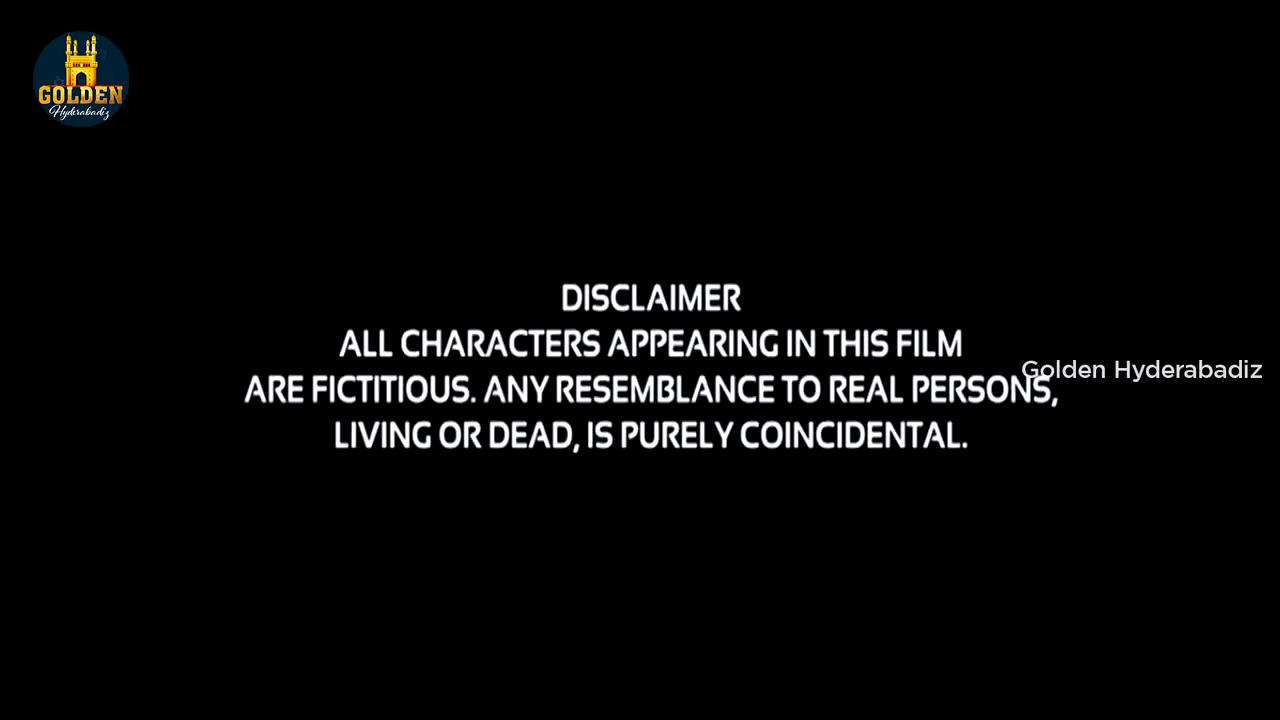 GOLDEN
Hyderabadiz
DISCLAIMER
ALL CHARACTERS APPEARING IN THIS FILM
ARE FICTITIOUS. ANY RESEMBLANCE TO REAL PERSONS,
LIVING OR DEAD, IS PURELY COINCIDENTAL.
Golden Hyderabadiz